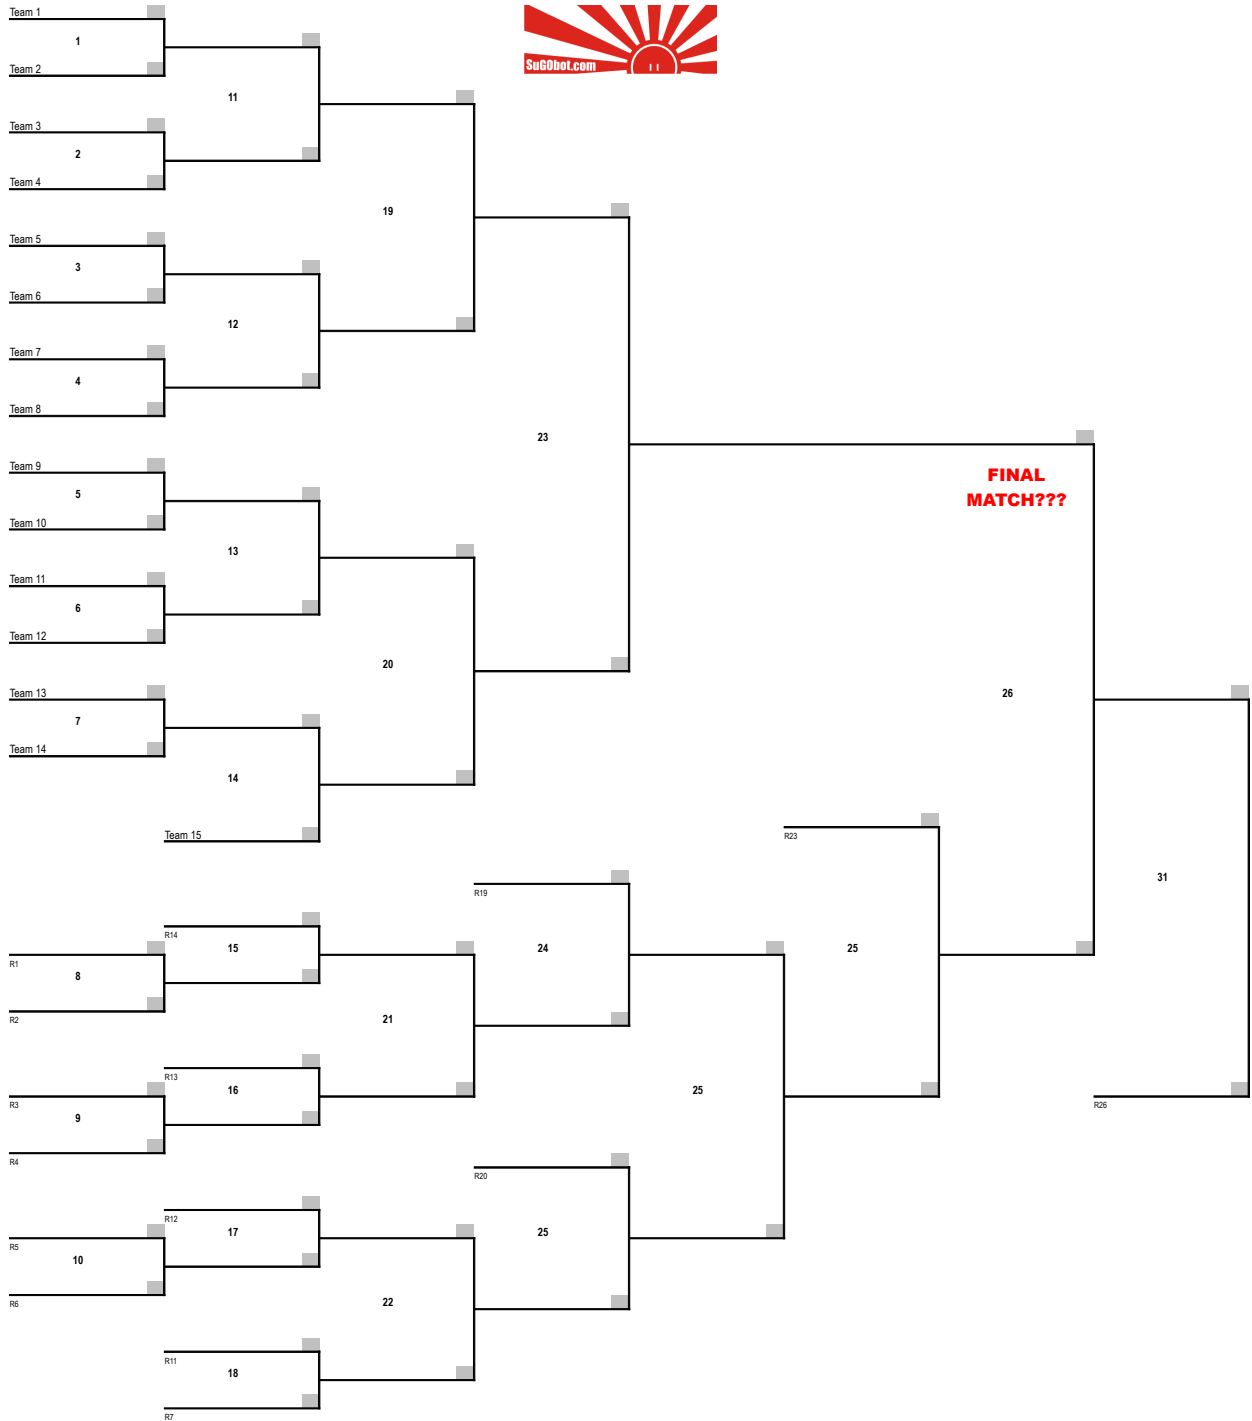 Team 1
SuGObot.com
1
Team 2
11
Team 3
2
Team 4
19
Team 5
3
Team 6
12
Team 7
4
Team 8
23
Team 9
FINAL
MATCH???
5
Team 10
13
Team 11
6
Team 12
20
Team 13
26
7
Team 14
14
Team 15
R23
31
R19
R14
15
24
25
R1
8
R2
21
R13
16
25
R3
R26
9
R4
R20
R12
17
25
R5
10
R6
22
R11
18
R7